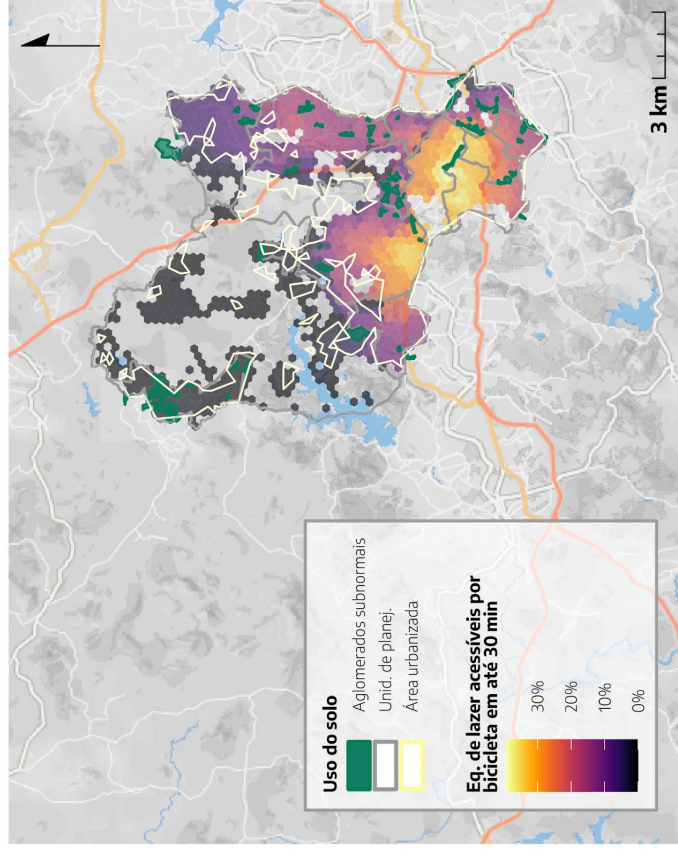 Uso do solo
Aglomerados subnormais
Unid. de planej.
Área urbanizada
Eq. de lazer acessíveis por
bicicleta em até 30 min
30%
20%
10%
0%
3 km